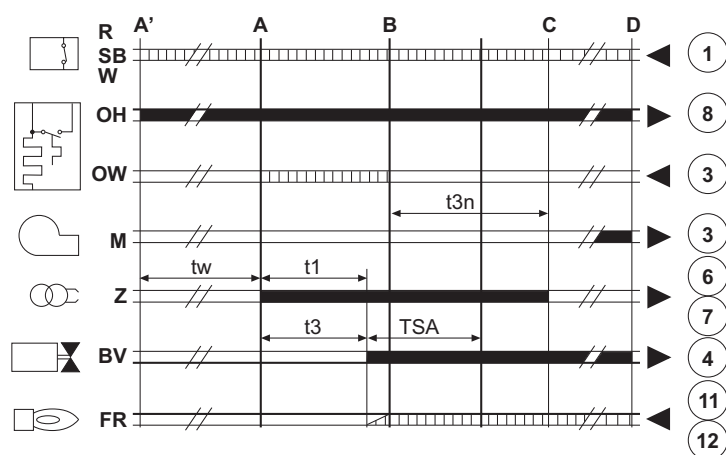 A' A B C D
R
SB 1
W
OH 8
OW 3
t3n
M 3
tw t1 6
Z 7
t3 TSA
BV 4
11
FR
12